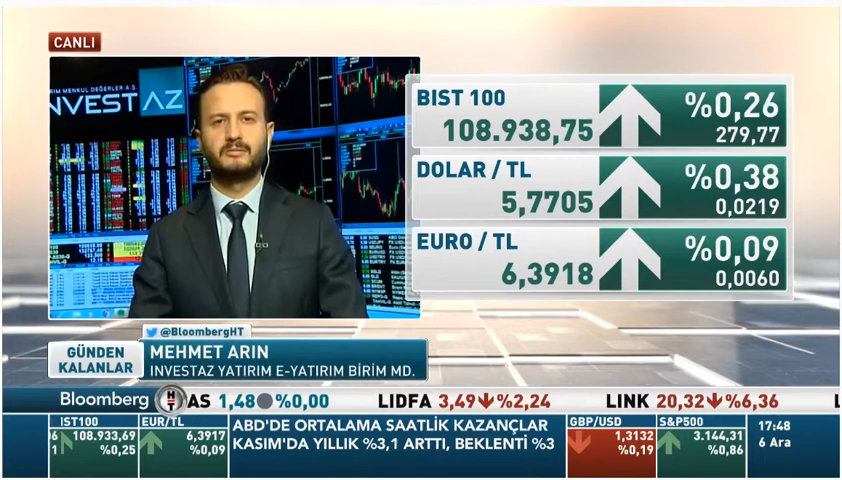 CANLI
RIM MENKUL DEĞERLER A.Ş.
INVEST AZ
BIST 100
108.938,75
%0,26
279,77
DOLAR / TL
5,7705
%0,38
0,0219
EURO / TL
6,3918
%0,09
0,0060
@BloombergHT
GÜNDEN
KALANLAR
MEHMET ARIN
INVESTAZ YATIRIM E-YATIRIM BİRİM MD.
Bloomberg HT
AS 1,48 %0,00 LIDFA 3,49 %2,24 LINK 20,32 %6,36 L
IST100
108.933,69
%0,25
EUR/TL
6,3917
%0,09
ABD'DE ORTALAMA SAATLİK KAZANÇLAR
KASIM'DA YILLIK %3,1 ARTTI, BEKLENTİ %3
GBP/USD
1,3132
%0,19
S&P500
3.144,31
%0,86
17:48
6 Ara